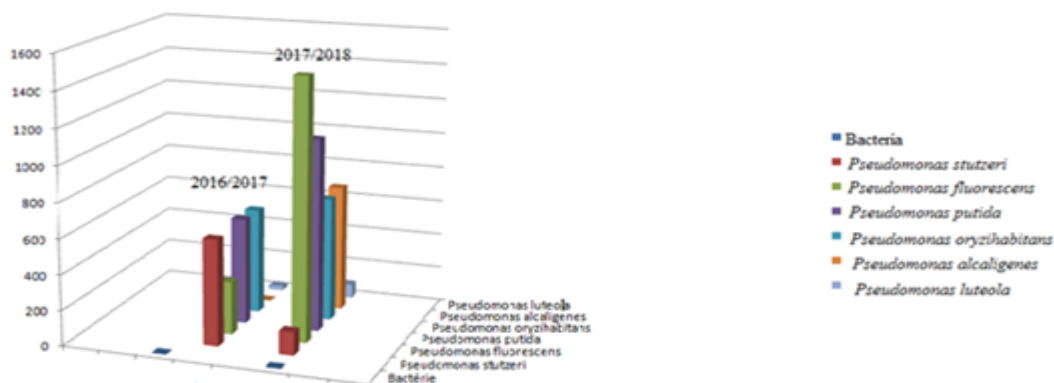 1600
1400
1200
1000
800
600
400
200
0
2017/2018
2016/2017
Pseudomonas luteola
Pseudomonas alcaligenes
Pseudomonas oryzihabitans
Pseudomonas putida
Pseudomonas fluorescens
Pseudomonas stutzeri
Bactérie
Bacteria
Pseudomonas stutzeri
Pseudomonas fluorescens
Pseudomonas putida
Pseudomonas oryzihabitans
Pseudomonas alcaligenes
Pseudomonas luteola